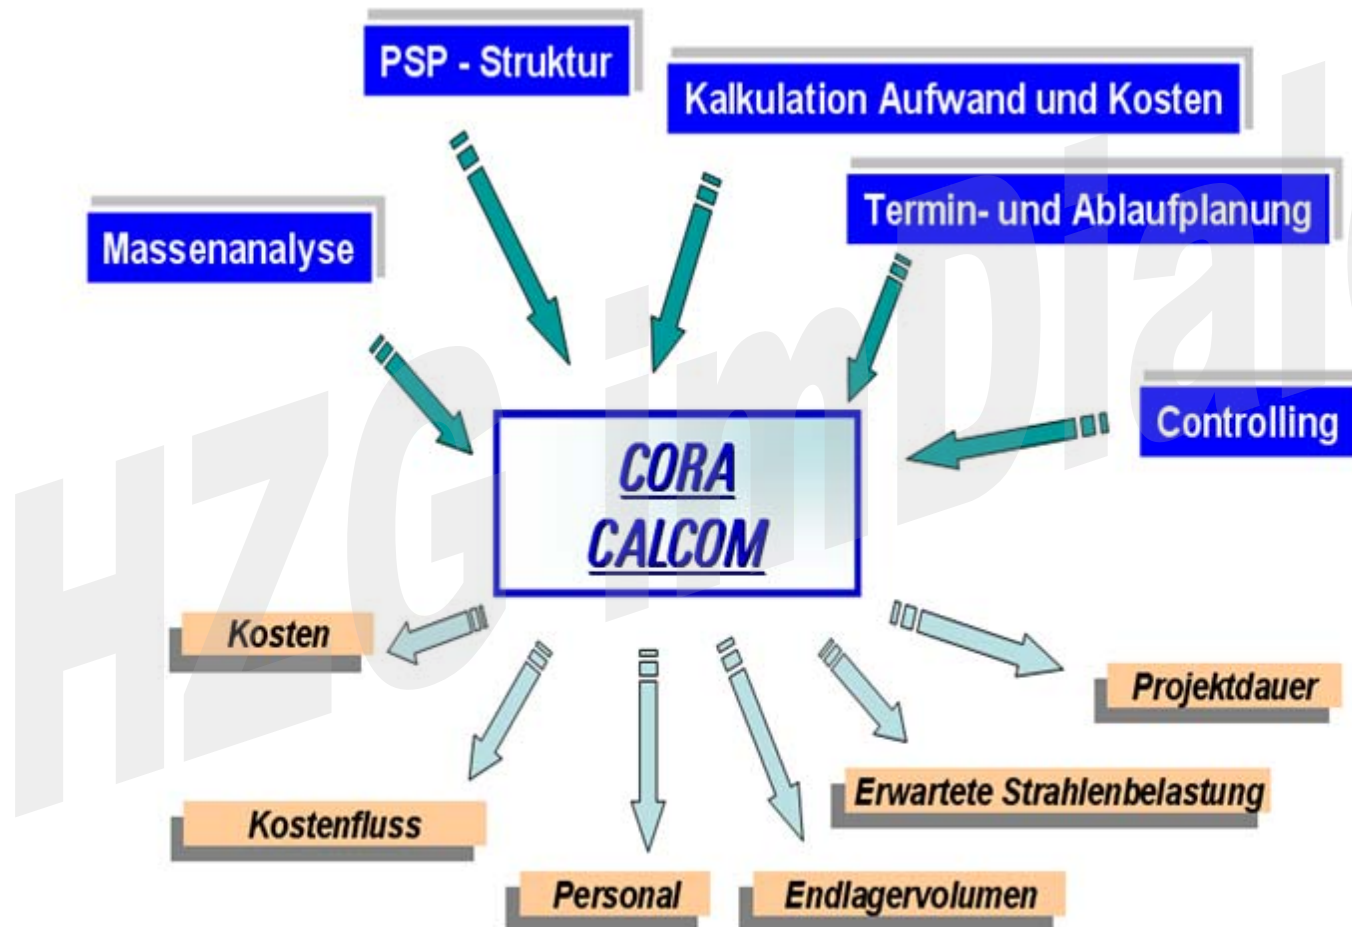 PSP - Struktur
Kalkulation Aufwand und Kosten
Termin- und Ablaufplanung
Massenanalyse
Controlling
CORA
CALCOM
Kosten
Projektdauer
Erwartete Strahlenbelastung
Kostenfluss
Personal
Endlagervolumen
HZG imDial